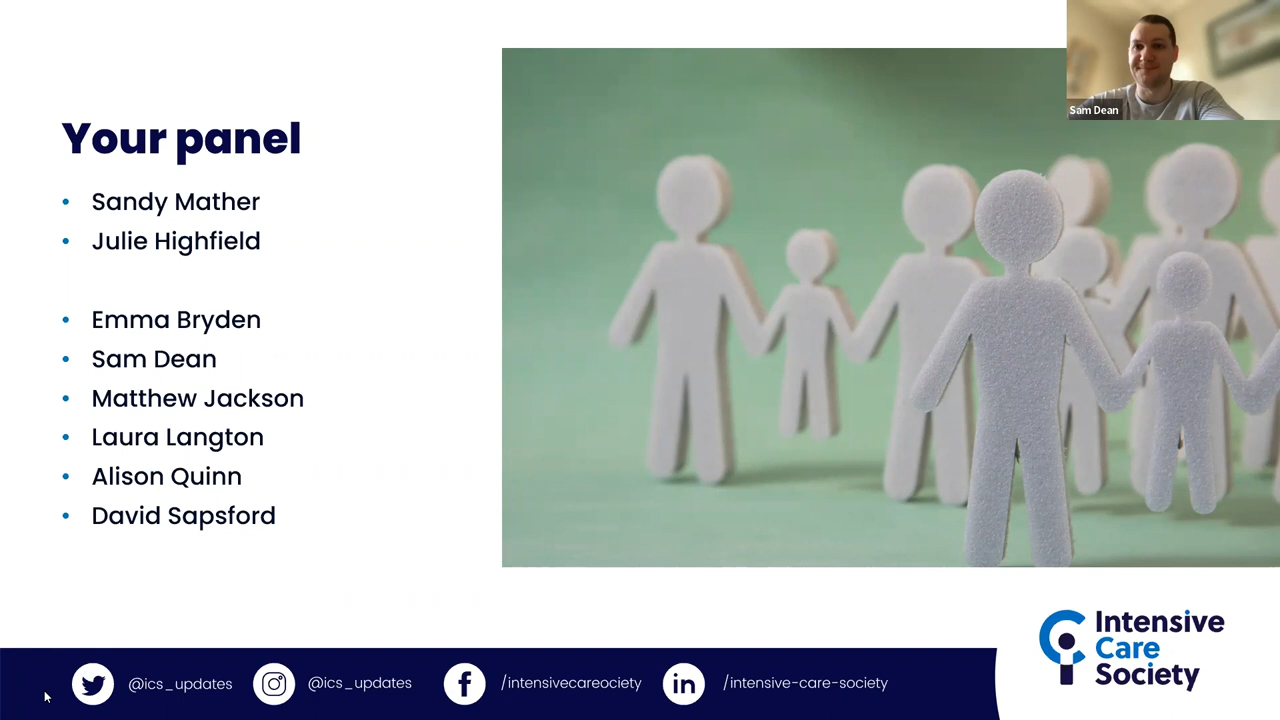 Sam Dean
Your panel
• Sandy Mather
• Julie Highfield
• Emma Bryden
• Sam Dean
• Matthew Jackson
• Laura Langton
• Alison Quinn
• David Sapsford
@ics_updates
@ics_updates
/intensivecareociety
/intensive-care-society
Intensive
Care
Society